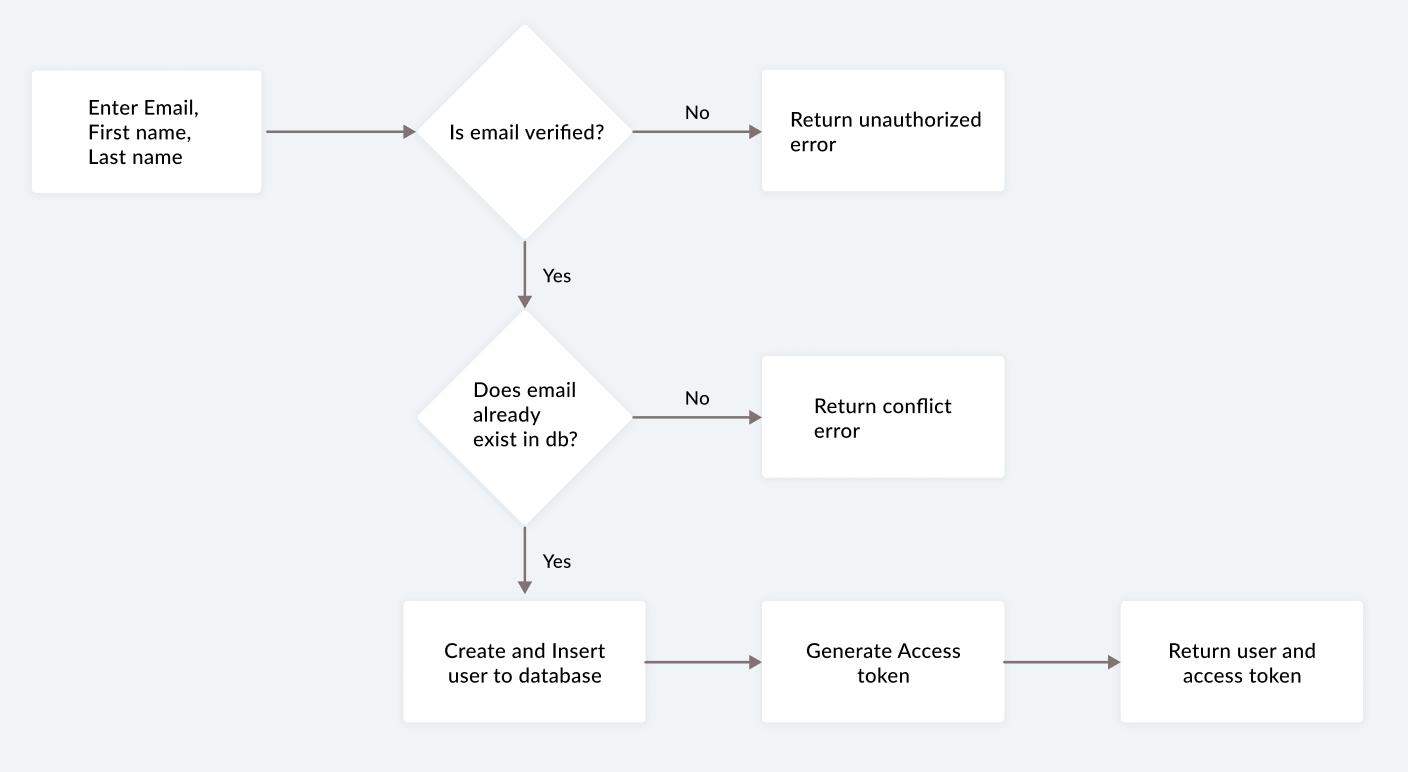 Enter Email,
First name,
Last name
Is email verified?
No
Return unauthorized
error
Yes
Does email
already
exist in db?
No
Return conflict
error
Yes
Create and Insert
user to database
Generate Access
token
Return user and
access token